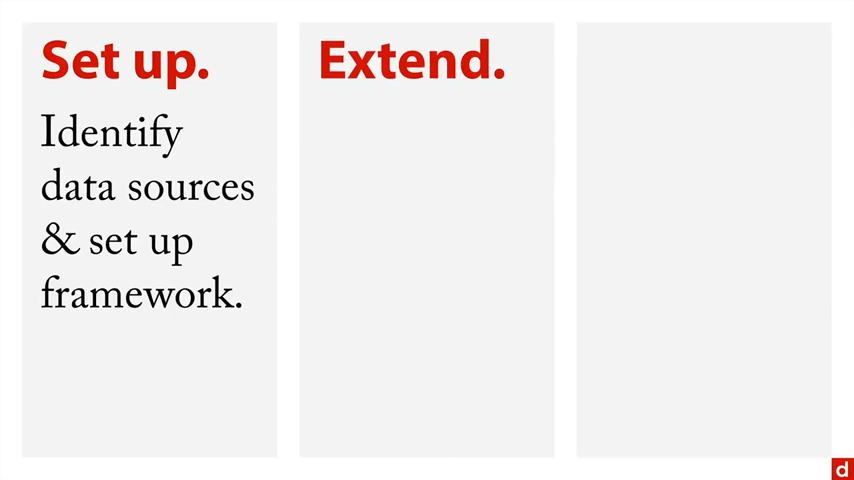 Set up.
Identify
data sources
& set up
framework.
Extend.
d